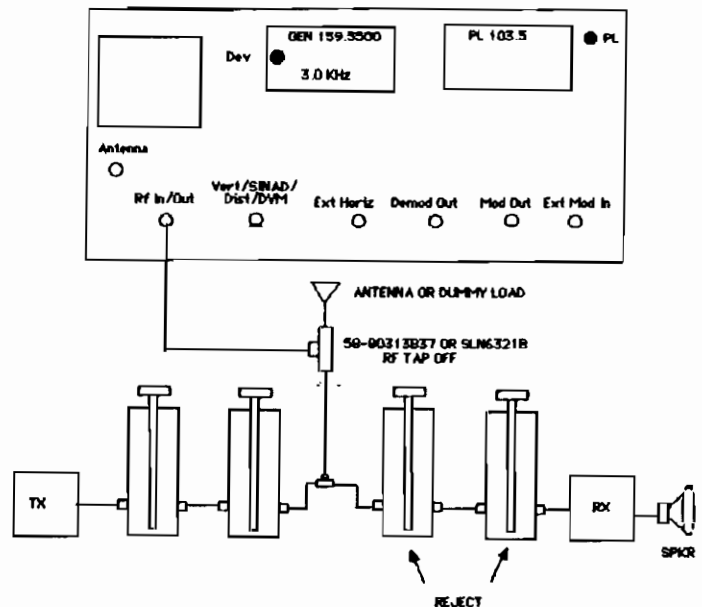 GEN 159.5500
Dev
3.0 KHz
PL 103.5
PL
Antenna
Rf In/Out
Vert/SINAD/
Dist/DVM
Ext Horiz
Demod Out
Mod Out
Ext Mod In
ANTENNA OR DUMMY LOAD
58-80313B37 OR SLN6321B
RF TAP OFF
TX
RX
SPKR
REJECT